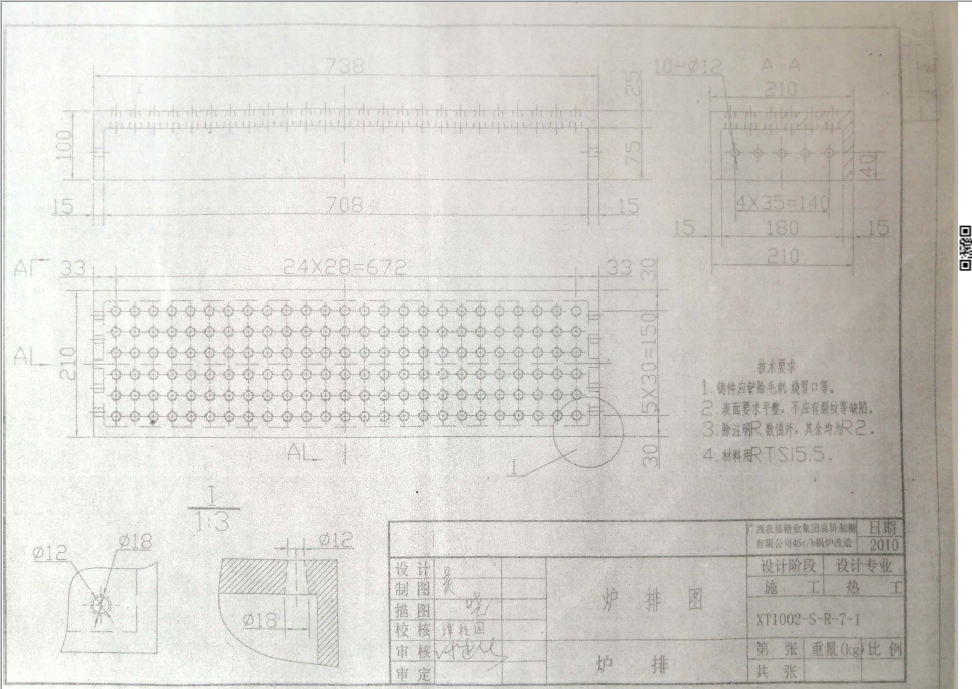 738
10-Ø12
A-A
210
25
100
75
40
15
708
15
4X35=140
15
180
15
210
A
33
24X28=672
33
30
A
210
5X30=150
A
I
30
技术要求
1.铸件应铲除毛刺,浇冒口等。
2.表面要求平整,不应有裂纹等缺陷。
3.除注明R数值外,其余均为R2。
4.材料用RTSi5.5。
I
1:3
Ø12
Ø18
Ø12
Ø18
日期
有限公司45t/h锅炉改造
2010
设计
设计阶段
设计专业
制图
炉排图
施工
热工
描图
XT1002-S-R-7-1
校核
审核
炉排
第 张
重量(kg)
比例
审定
共 张